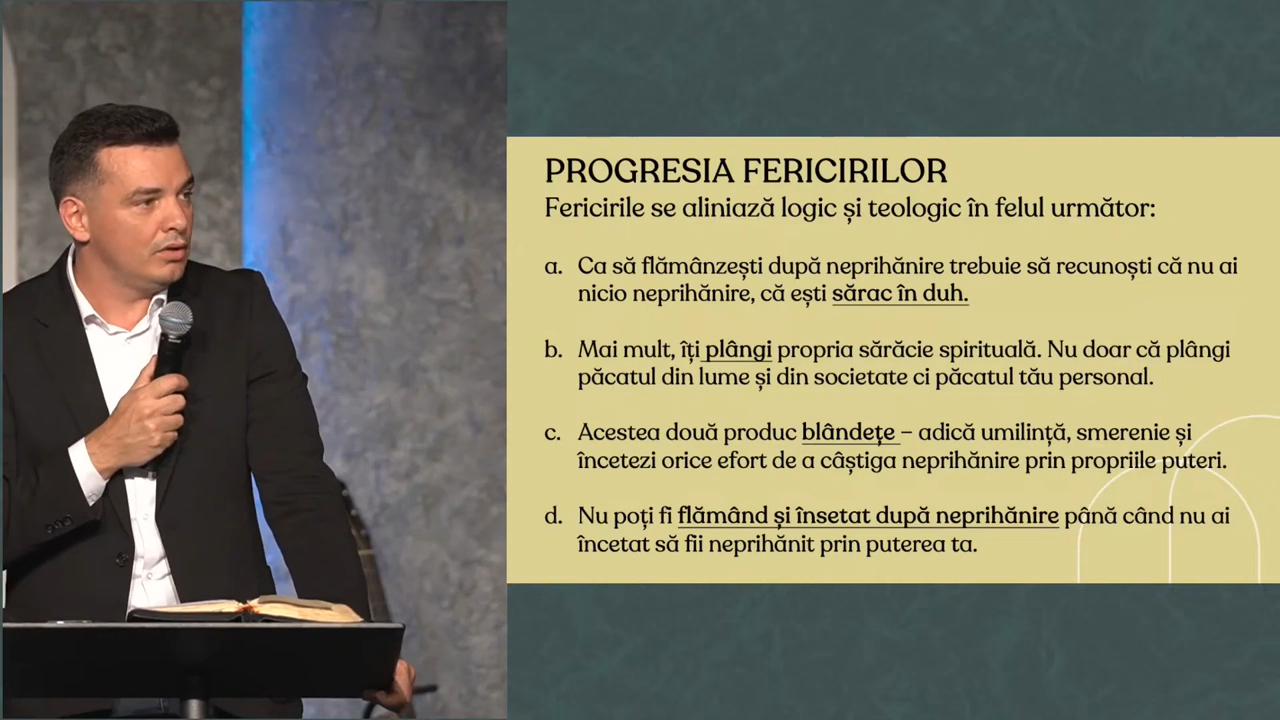 PROGRESIA FERICIRILOR
Fericirile se aliniază logic și teologic în felul următor:
a. Ca să flămânzești după neprihănire trebuie să recunoști că nu ai
nicio neprihănire, că ești sărac în duh.
b. Mai mult, îți plângi propria sărăcie spirituală. Nu doar că plângi
păcatul din lume și din societate ci păcatul tău personal.
c. Acestea două produc blândețe – adică umilință, smerenie și
încetezi orice efort de a câștiga neprihănire prin propriile puteri.
d. Nu poți fi flămând și însetat după neprihănire până când nu ai
încetat să fii neprihănit prin puterea ta.